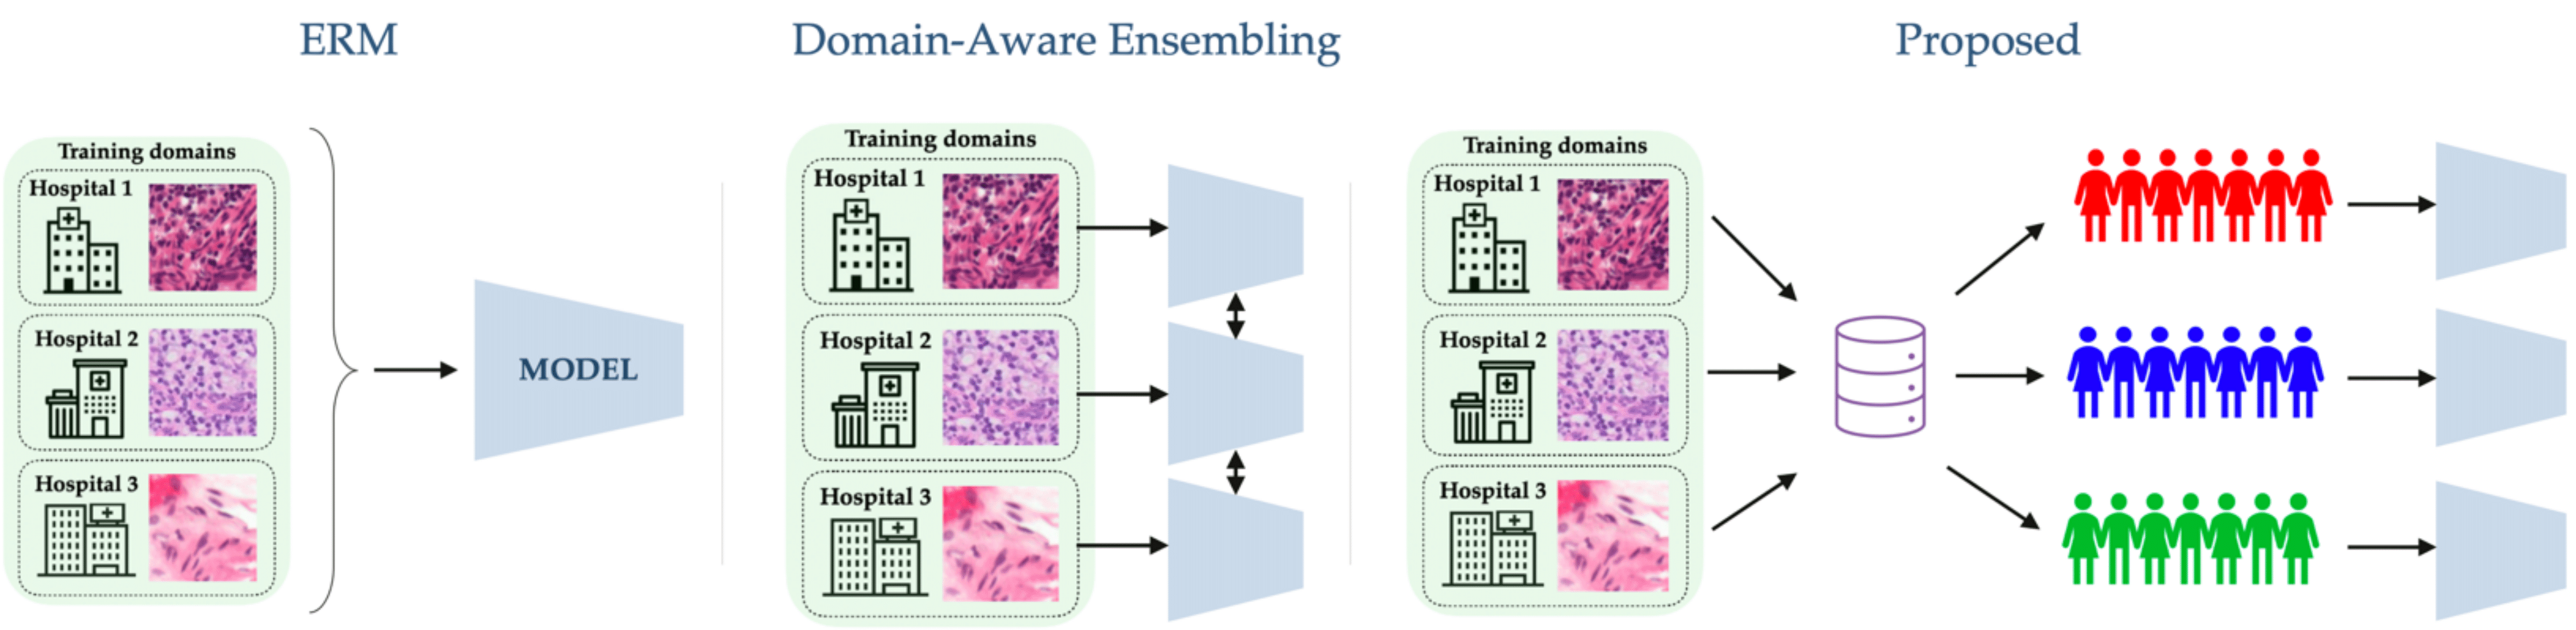 ERM
Training domains
Hospital 1
Hospital 2
Hospital 3
MODEL
Domain-Aware Ensembling
Training domains
Hospital 1
Hospital 2
Hospital 3
Proposed
Training domains
Hospital 1
Hospital 2
Hospital 3